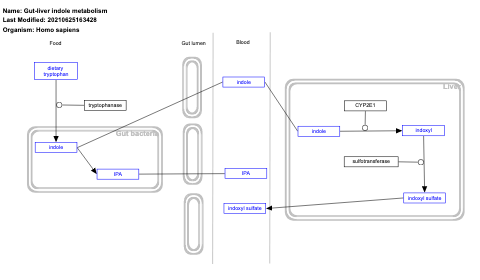 Name: Gut-liver indole metabolism
Last Modified: 20210625163428
Organism: Homo sapiens
Food
Gut lumen
Blood
dietary
tryptophan
indole
Liver
tryptophanase
CYP2E1
Gut bacteria
indole
indoxyl
indole
sulfotransferase
IPA
IPA
indoxyl sulfate
indoxyl sulfate